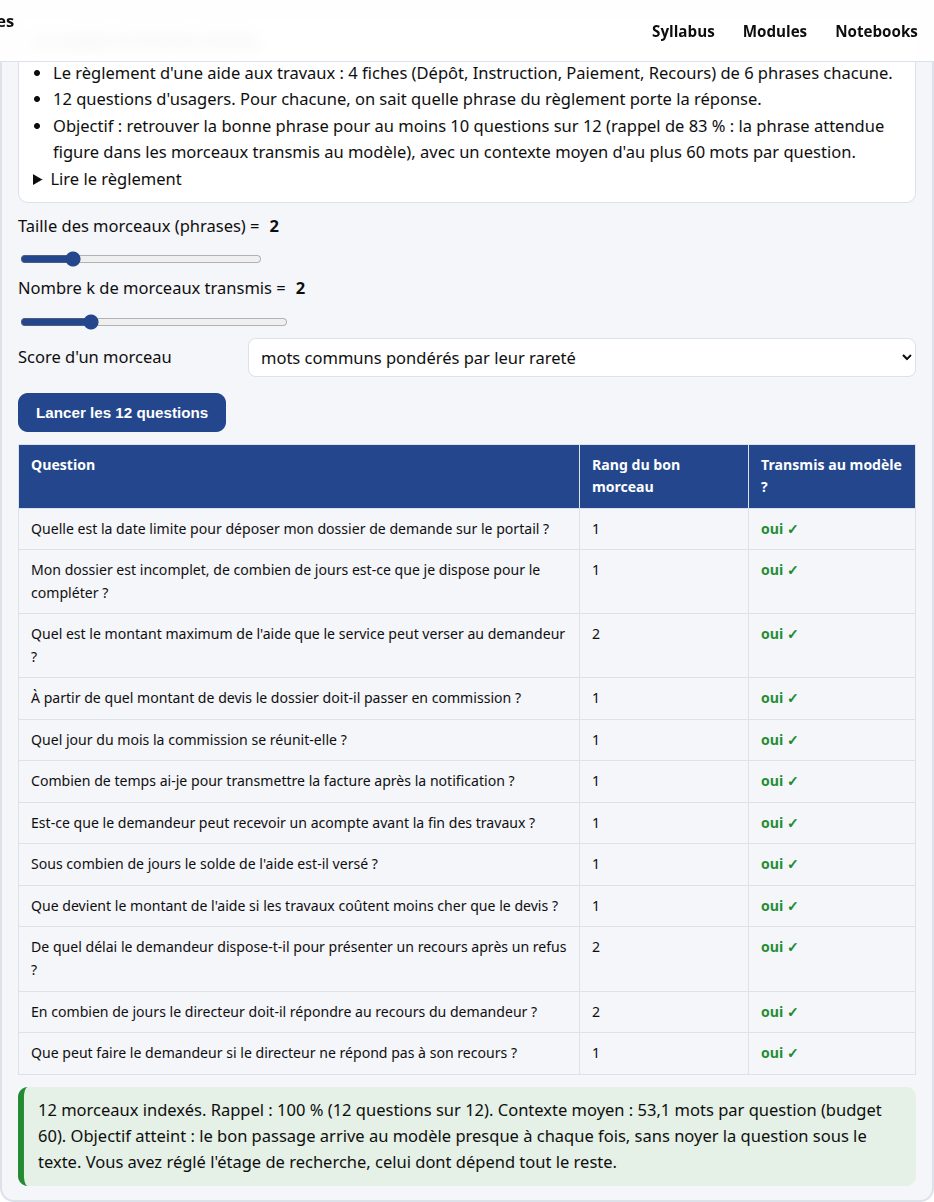 es
Syllabus Modules Notebooks
Le règlement d'une aide aux travaux : 4 fiches (Dépôt, Instruction, Paiement, Recours) de 6 phrases chacune.
12 questions d'usagers. Pour chacune, on sait quelle phrase du règlement porte la réponse.
Objectif : retrouver la bonne phrase pour au moins 10 questions sur 12 (rappel de 83 % : la phrase attendue
figure dans les morceaux transmis au modèle), avec un contexte moyen d'au plus 60 mots par question.
Lire le règlement
Taille des morceaux (phrases) = 2
Nombre k de morceaux transmis = 2
Score d'un morceau mots communs pondérés par leur rareté
Lancer les 12 questions
Question Rang du bon Transmis au modèle
morceau ?
Quelle est la date limite pour déposer mon dossier de demande sur le portail ? 1 oui ✓
Mon dossier est incomplet, de combien de jours est-ce que je dispose pour le 1 oui ✓
compléter ?
Quel est le montant maximum de l'aide que le service peut verser au demandeur 2 oui ✓
?
À partir de quel montant de devis le dossier doit-il passer en commission ? 1 oui ✓
Quel jour du mois la commission se réunit-elle ? 1 oui ✓
Combien de temps ai-je pour transmettre la facture après la notification ? 1 oui ✓
Est-ce que le demandeur peut recevoir un acompte avant la fin des travaux ? 1 oui ✓
Sous combien de jours le solde de l'aide est-il versé ? 1 oui ✓
Que devient le montant de l'aide si les travaux coûtent moins cher que le devis ? 1 oui ✓
De quel délai le demandeur dispose-t-il pour présenter un recours après un refus 2 oui ✓
?
En combien de jours le directeur doit-il répondre au recours du demandeur ? 2 oui ✓
Que peut faire le demandeur si le directeur ne répond pas à son recours ? 1 oui ✓
12 morceaux indexés. Rappel : 100 % (12 questions sur 12). Contexte moyen : 53,1 mots par question (budget
60). Objectif atteint : le bon passage arrive au modèle presque à chaque fois, sans noyer la question sous le
texte. Vous avez réglé l'étage de recherche, celui dont dépend tout le reste.